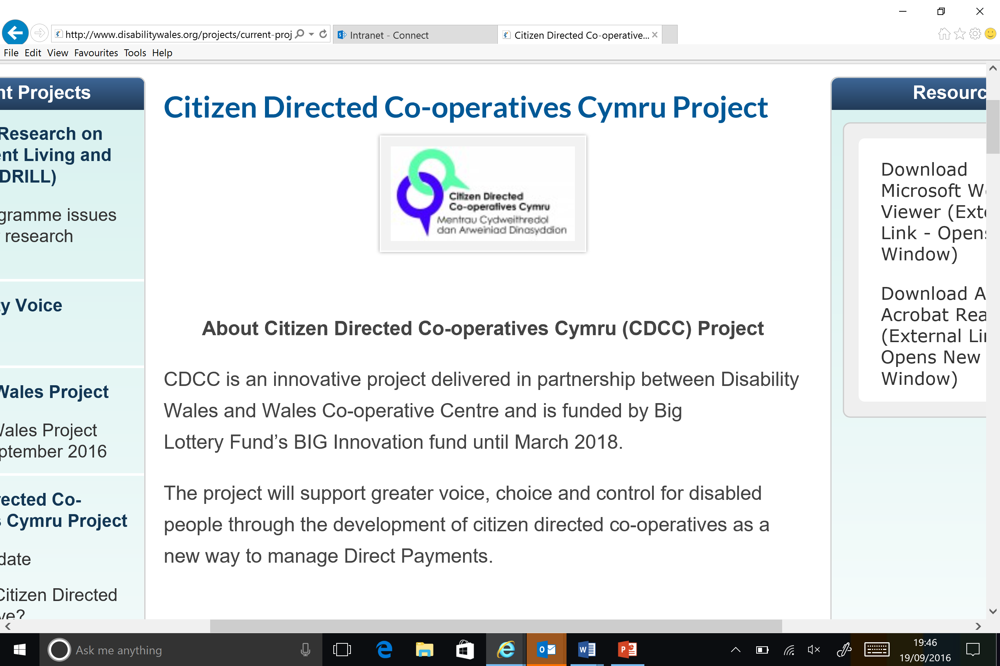 http://www.disabilitywales.org/projects/current-proj
Intranet - Connect
Citizen Directed Co-operative...
File Edit View Favourites Tools Help
nt Projects
Research on
ent Living and
DRILL)
gramme issues
research
ty Voice
Wales Project
Wales Project
ptember 2016
rected Co-
s Cymru Project
date
Citizen Directed
ve?
Citizen Directed Co-operatives Cymru Project
Citizen Directed
Co-operatives Cymru
Mentrau Cydweithredol
dan Arweiniad Dinasyddion
About Citizen Directed Co-operatives Cymru (CDCC) Project
CDCC is an innovative project delivered in partnership between Disability
Wales and Wales Co-operative Centre and is funded by Big
Lottery Fund’s BIG Innovation fund until March 2018.
The project will support greater voice, choice and control for disabled
people through the development of citizen directed co-operatives as a
new way to manage Direct Payments.
Resourc
Download
Microsoft W
Viewer (Exte
Link - Opens
Window)
Download A
Acrobat Rea
(External Lin
Opens New
Window)
Ask me anything
19:46
19/09/2016